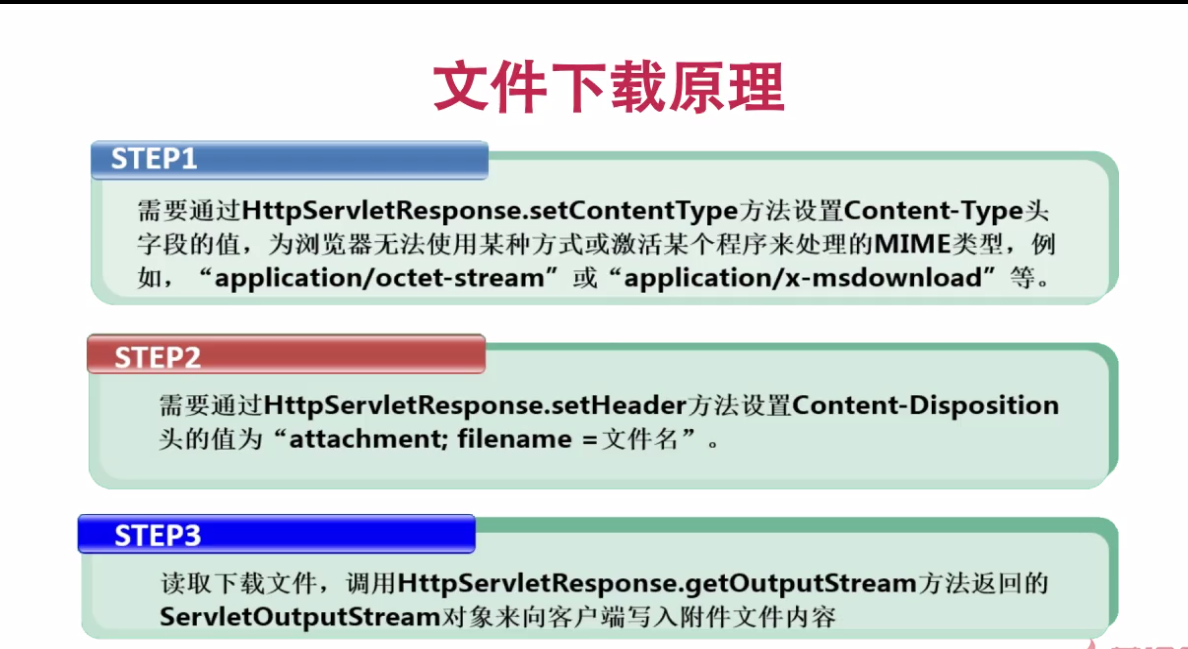 文件下载原理
STEP1
需要通过HttpServletResponse.setContentType方法设置Content-Type头
字段的值，为浏览器无法使用某种方式或激活某个程序来处理的MIME类型，例
如，“application/octet-stream”或“application/x-msdownload”等。
STEP2
需要通过HttpServletResponse.setHeader方法设置Content-Disposition
头的值为“attachment; filename =文件名”。
STEP3
读取下载文件，调用HttpServletResponse.getOutputStream方法返回的
ServletOutputStream对象来向客户端写入附件文件内容